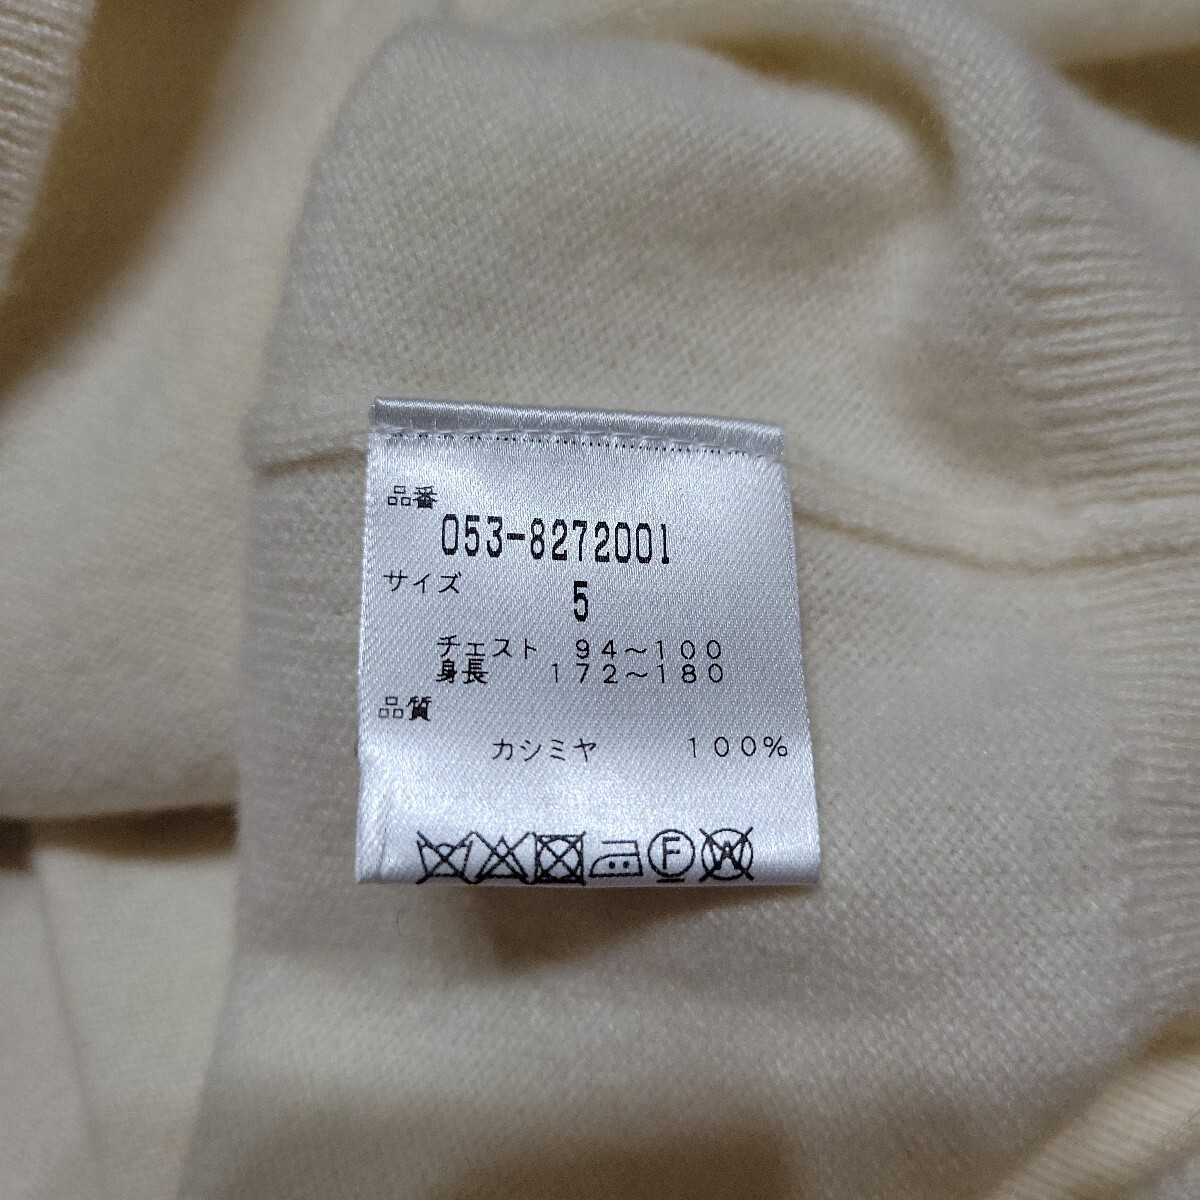 品番
053-8272001
サイズ
5
チェスト 94～100
身長 172～180
品質
カシミヤ 100%
F W